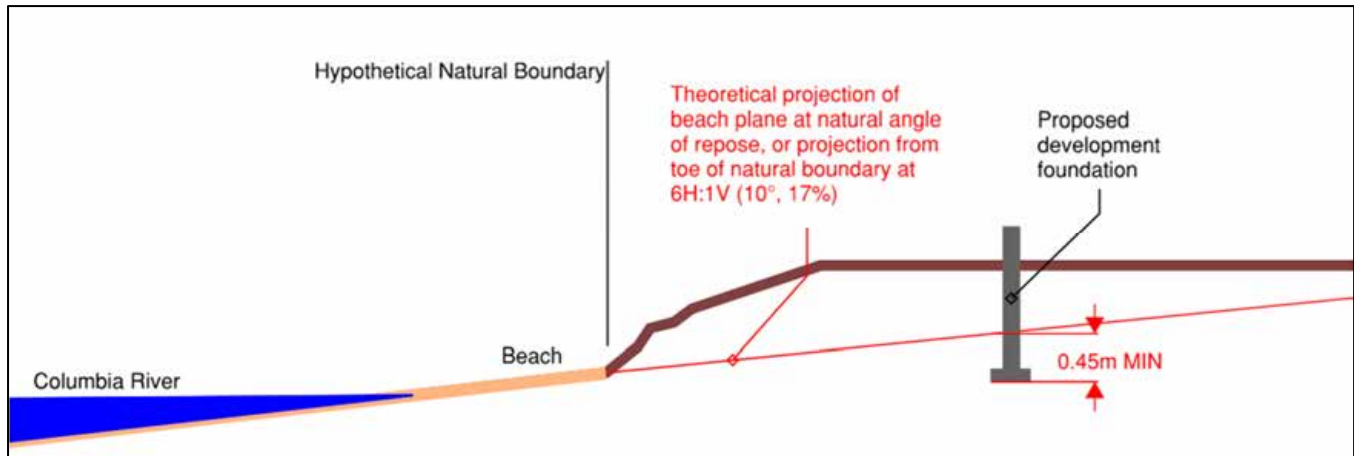 Hypothetical Natural Boundary
Theoretical projection of
beach plane at natural angle
of repose, or projection from
toe of natural boundary at
6H:1V (10°, 17%)
Proposed
development
foundation
Beach
0.45m MIN
Columbia River